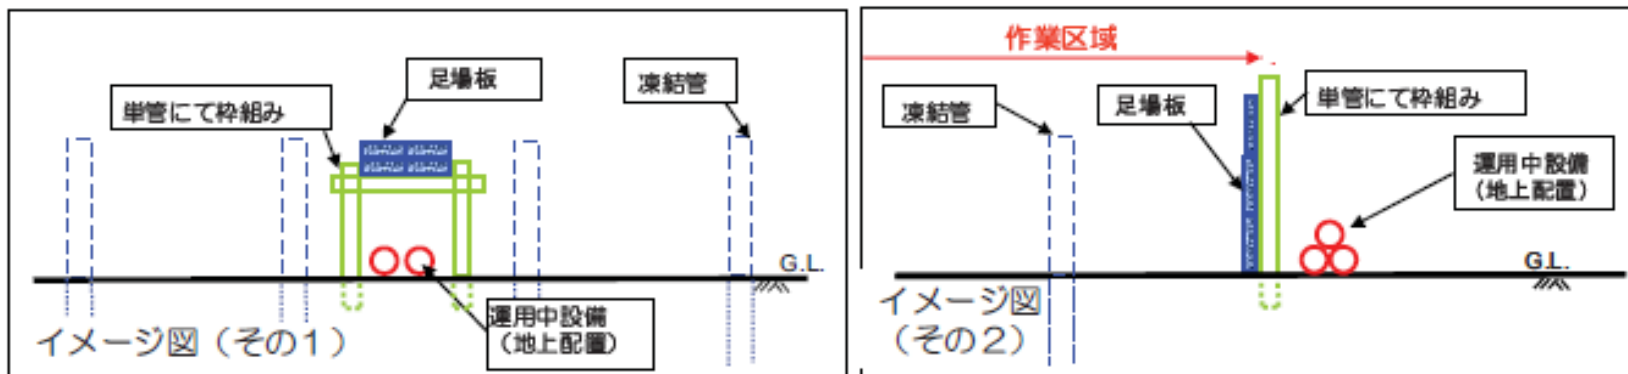 足場板
凍結管
単管にて枠組み
G.L.
運用中設備
（地上配置）
イメージ図（その１）
作業区域
凍結管
足場板
単管にて枠組み
運用中設備
（地上配置）
G.L.
イメージ図
（その２）